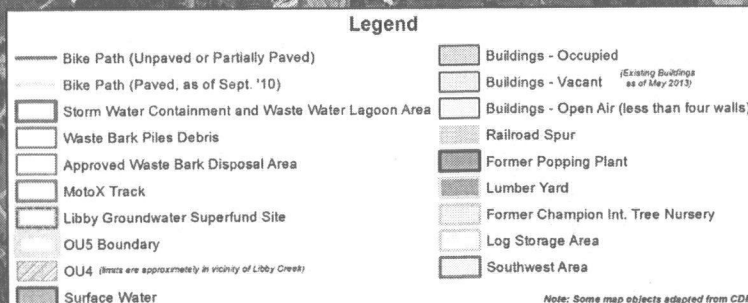 Legend
Bike Path (Unpaved or Partially Paved)
Bike Path (Paved, as of Sept. '10)
Storm Water Containment and Waste Water Lagoon Area
Waste Bark Piles Debris
Approved Waste Bark Disposal Area
MotoX Track
Libby Groundwater Superfund Site
OU5 Boundary
OU4 (limits are approximately in vicinity of Libby Creek)
Surface Water
Buildings - Occupied
Buildings - Vacant (Existing Buildings
as of May 2013)
Buildings - Open Air (less than four walls)
Railroad Spur
Former Popping Plant
Lumber Yard
Former Champion Int. Tree Nursery
Log Storage Area
Southwest Area
Note: Some map objects adapted from